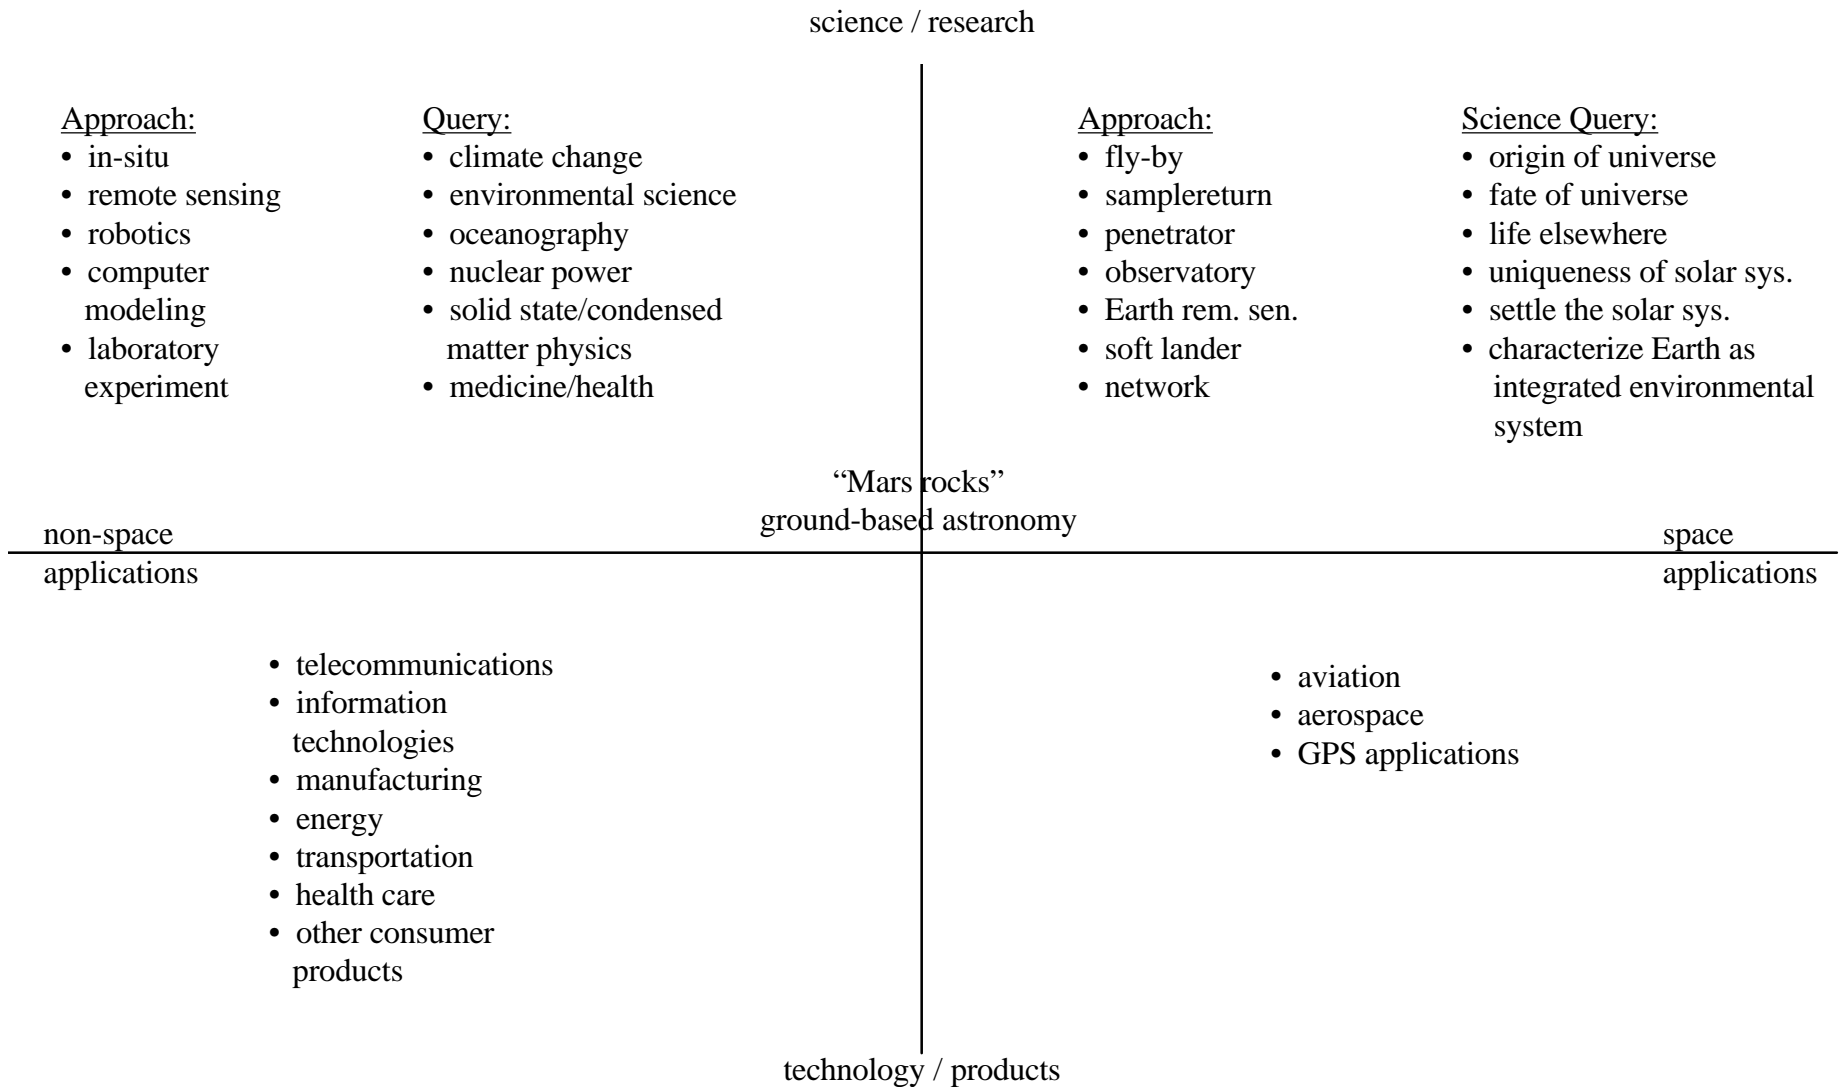 science / research
Approach:
• in-situ
• remote sensing
• robotics
• computer
modeling
• laboratory
experiment
Query:
• climate change
• environmental science
• oceanography
• nuclear power
• solid state/condensed
matter physics
• medicine/health
Approach:
• fly-by
• samplereturn
• penetrator
• observatory
• Earth rem. sen.
• soft lander
• network
Science Query:
• origin of universe
• fate of universe
• life elsewhere
• uniqueness of solar sys.
• settle the solar sys.
• characterize Earth as
integrated environmental
system
“Mars rocks”
ground-based astronomy
non-space
applications
space
applications
• telecommunications
• information
technologies
• manufacturing
• energy
• transportation
• health care
• other consumer
products
• aviation
• aerospace
• GPS applications
technology / products